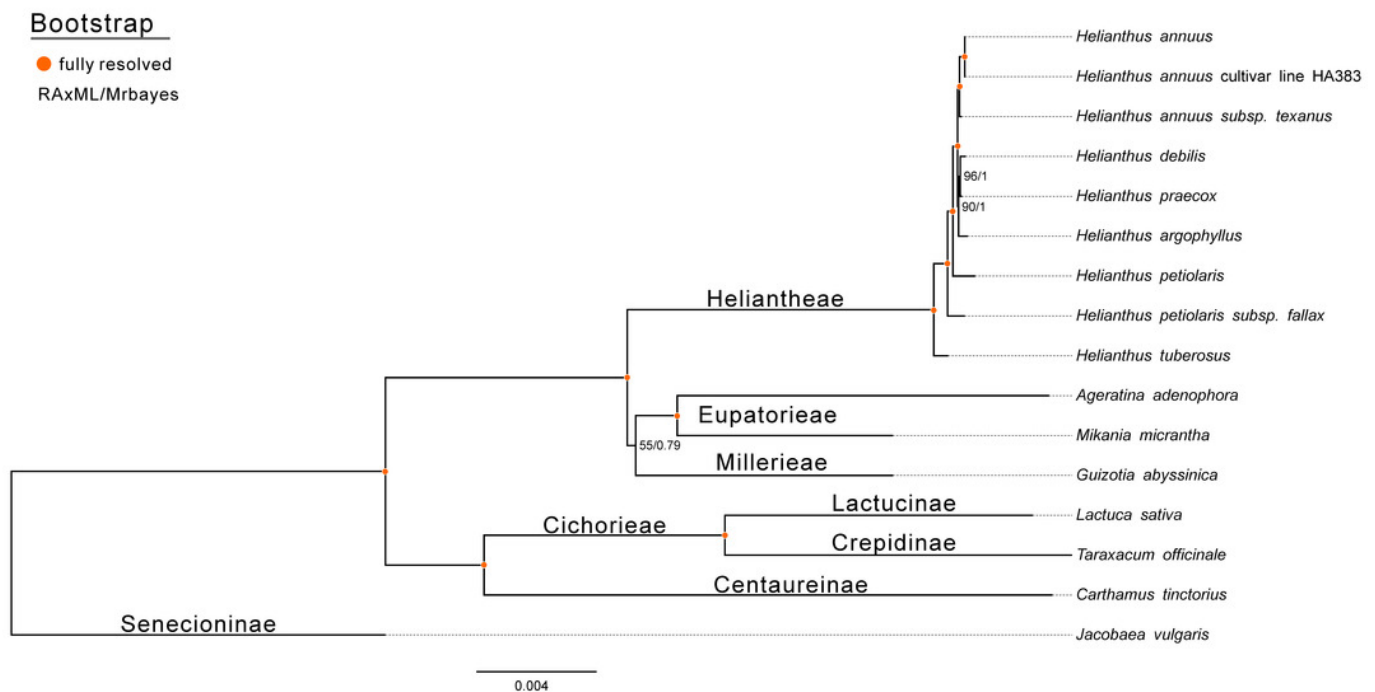 Bootstrap
fully resolved
RAxML/Mrbayes
Helianthus annuus
Helianthus annuus cultivar line HA383
Helianthus annuus subsp. texanus
Helianthus debilis
96/1
Helianthus praecox
90/1
Helianthus argophyllus
Helianthus petiolaris
Heliantheae
Helianthus petiolaris subsp. fallax
Helianthus tuberosus
Ageratina adenophora
Eupatorieae
Mikania micrantha
55/0.79
Millerieae
Guizotia abyssinica
Lactucinae
Lactuca sativa
Cichorieae
Crepidinae
Taraxacum officinale
Centaureinae
Carthamus tinctorius
Senecioninae
Jacobaea vulgaris
0.004